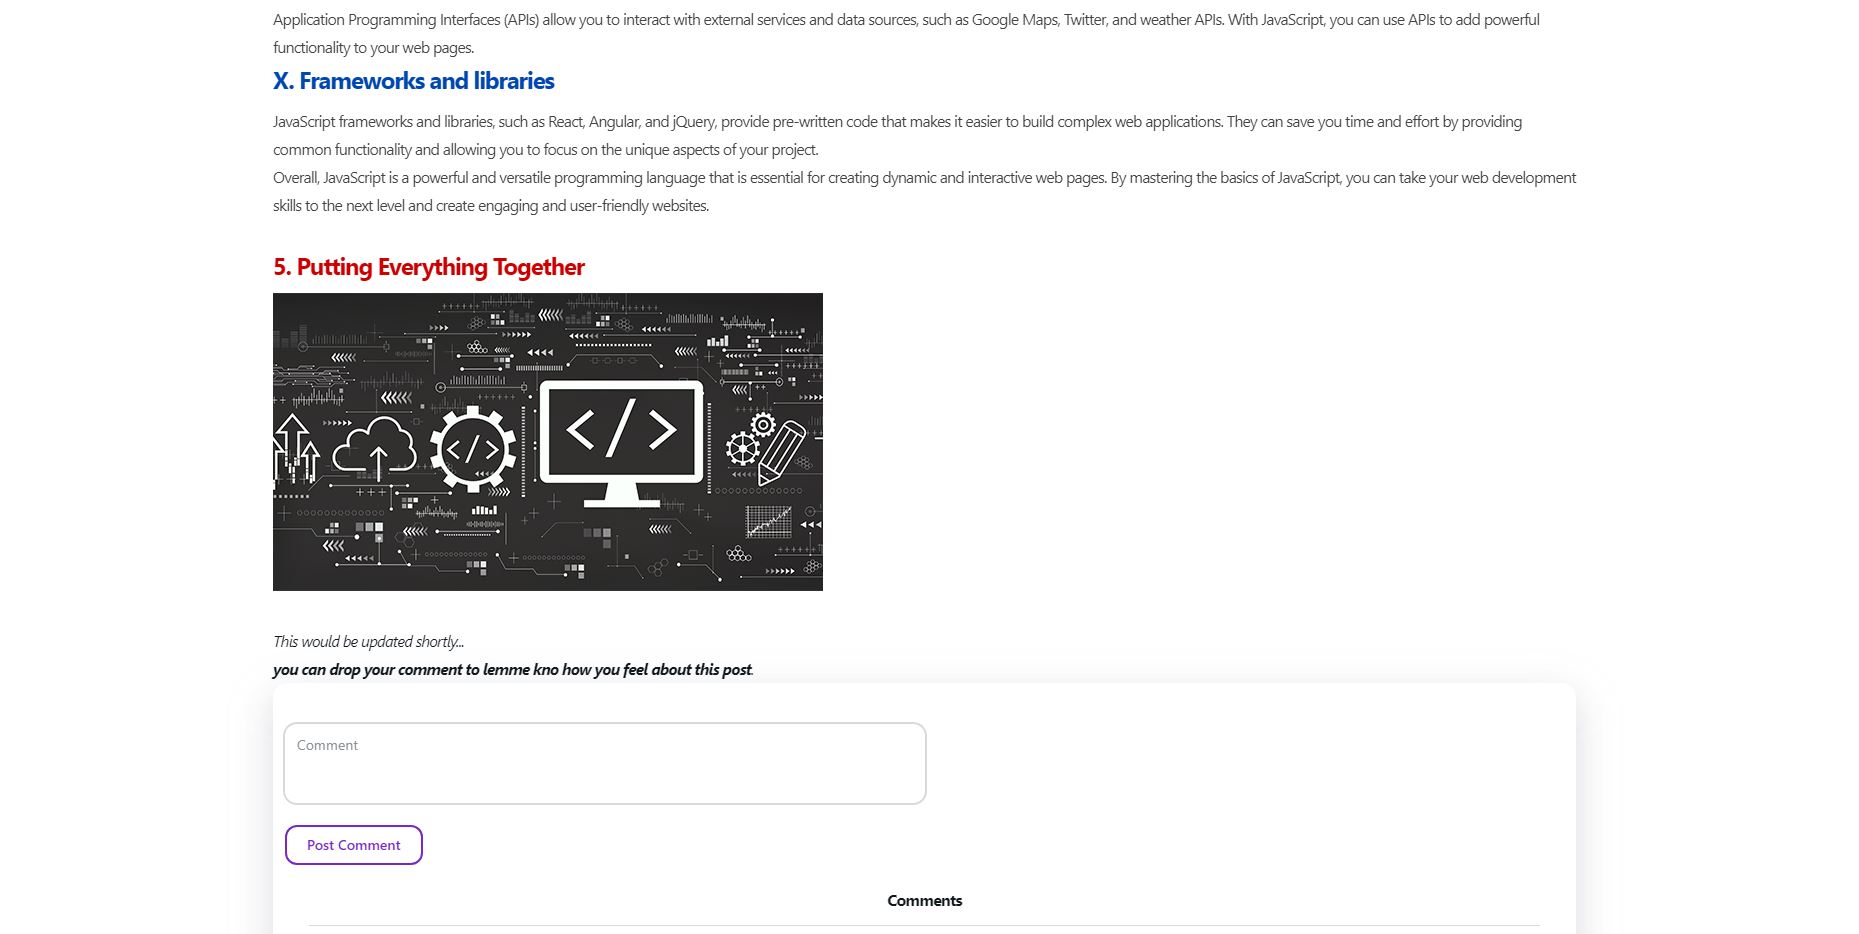 Application Programming Interfaces (APIs) allow you to interact with external services and data sources, such as Google Maps, Twitter, and weather APIs. With JavaScript, you can use APIs to add powerful
functionality to your web pages.
X. Frameworks and libraries
JavaScript frameworks and libraries, such as React, Angular, and jQuery, provide pre-written code that makes it easier to build complex web applications. They can save you time and effort by providing
common functionality and allowing you to focus on the unique aspects of your project.
Overall, JavaScript is a powerful and versatile programming language that is essential for creating dynamic and interactive web pages. By mastering the basics of JavaScript, you can take your web development
skills to the next level and create engaging and user-friendly websites.
5. Putting Everything Together
</>
</>
This would be updated shortly...
you can drop your comment to lemme kno how you feel about this post.
Comment
Post Comment
Comments